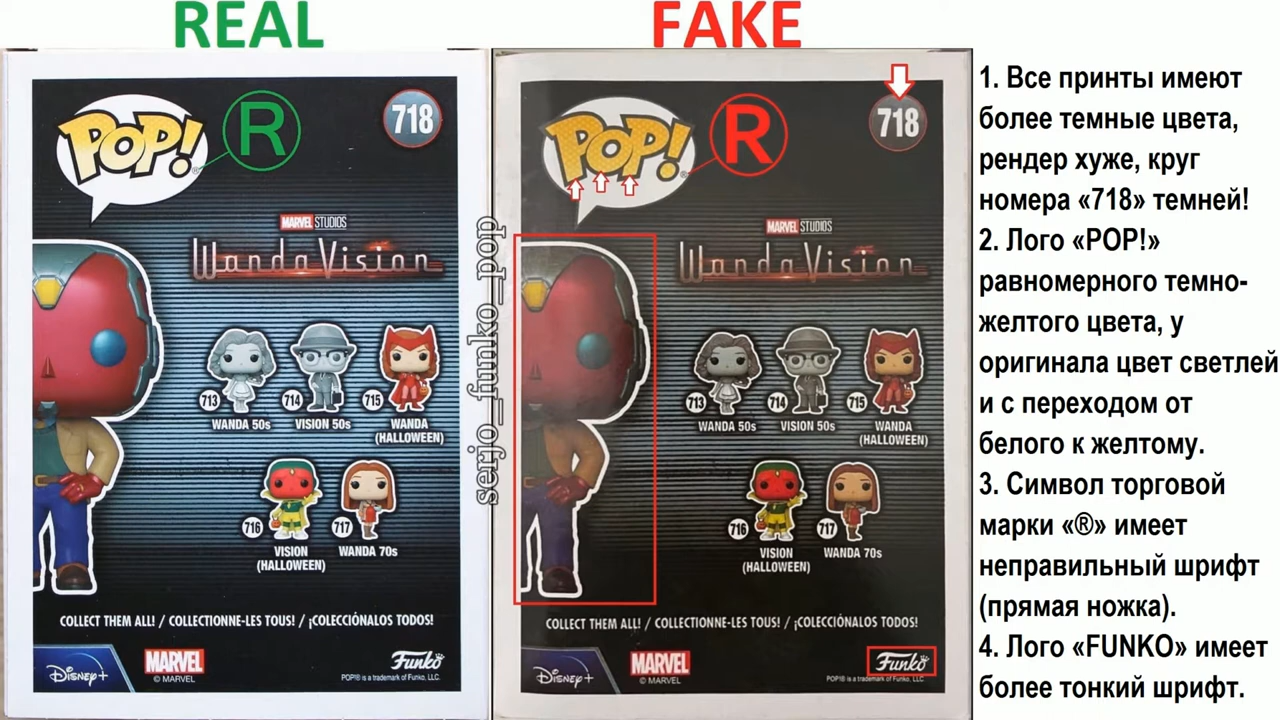 REAL
POP!
®
R
718
MARVEL STUDIOS
WandaVision
713
WANDA 50s
714
VISION 50s
715
WANDA
(HALLOWEEN)
716
VISION
(HALLOWEEN)
717
WANDA 70s
COLLECT THEM ALL! / COLLECTIONNE-LES TOUS! / ¡COLECCIÓNALOS TODOS!
Disney+
MARVEL
© MARVEL
Funko
POP!® is a trademark of Funko, LLC.
serjo_funko_pop
FAKE
POP!
®
R
718
MARVEL STUDIOS
WandaVision
713
WANDA 50s
714
VISION 50s
715
WANDA
(HALLOWEEN)
716
VISION
(HALLOWEEN)
717
WANDA 70s
COLLECT THEM ALL! / COLLECTIONNE-LES TOUS! / ¡COLECCIÓNALOS TODOS!
Disney+
MARVEL
© MARVEL
Funko
POP!® is a trademark of Funko, LLC.
1. Все принты имеют
более темные цвета,
рендер хуже, круг
номера «718» темней!
2. Лого «POP!»
равномерного темно-
желтого цвета, у
оригинала цвет светлей
и с переходом от
белого к желтому.
3. Символ торговой
марки «®» имеет
неправильный шрифт
(прямая ножка).
4. Лого «FUNKO» имеет
более тонкий шрифт.